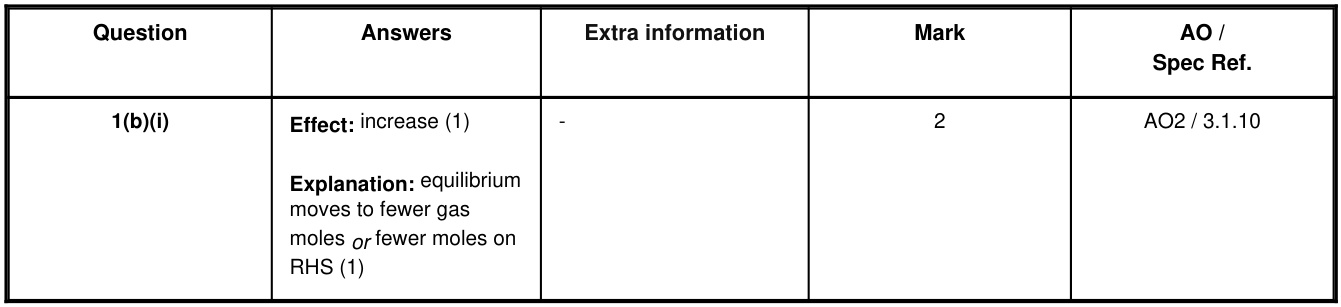 Question Answers Extra information Mark AO /
Spec Ref.
1(b)(i) Effect: increase (1) - 2 AO2 / 3.1.10
Explanation: equilibrium
moves to fewer gas
moles or fewer moles on
RHS (1)